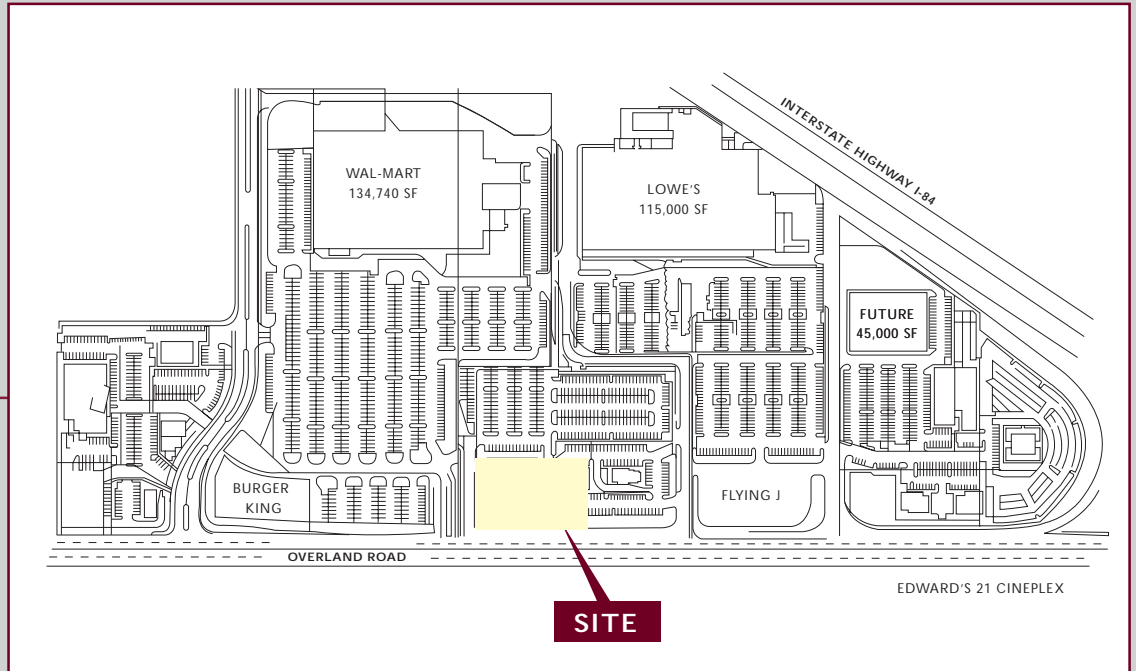 INTERSTATE HIGHWAY I-84
WAL-MART
134,740 SF
LOWE'S
115,000 SF
FUTURE
45,000 SF
BURGER
KING
FLYING J
OVERLAND ROAD
EDWARD'S 21 CINEPLEX
SITE